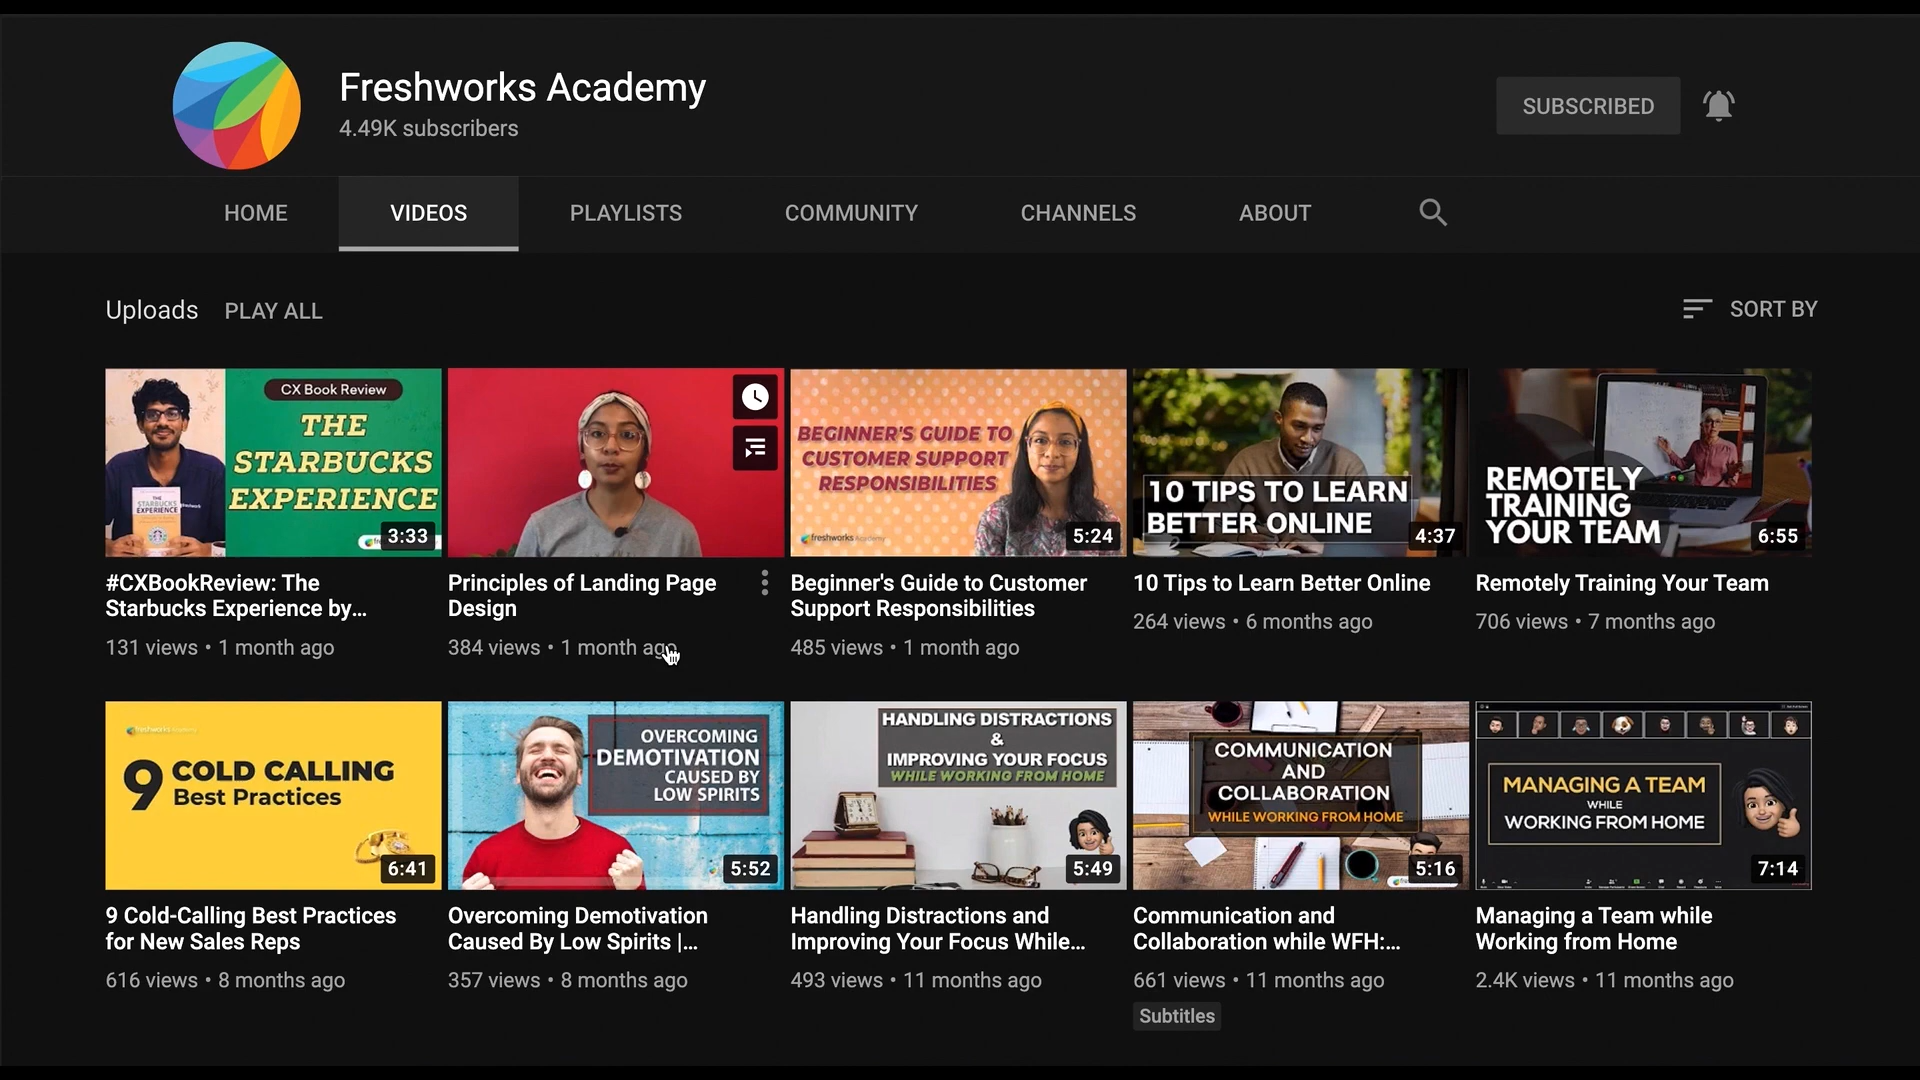 Freshworks Academy
4.49K subscribers
SUBSCRIBED
HOME
VIDEOS
PLAYLISTS
COMMUNITY
CHANNELS
ABOUT
Uploads
PLAY ALL
SORT BY
CX Book Review
THE
STARBUCKS
EXPERIENCE
THE
STARBUCKS
EXPERIENCE
3:33
#CXBookReview: The
Starbucks Experience by...
131 views • 1 month ago
Principles of Landing Page
Design
384 views • 1 month ago
BEGINNER'S GUIDE TO
CUSTOMER SUPPORT
RESPONSIBILITIES
freshworks Academy
5:24
Beginner's Guide to Customer
Support Responsibilities
485 views • 1 month ago
10 TIPS TO LEARN
BETTER ONLINE
4:37
10 Tips to Learn Better Online
264 views • 6 months ago
REMOTELY
TRAINING
YOUR TEAM
6:55
Remotely Training Your Team
706 views • 7 months ago
freshworks Academy
9 COLD CALLING
Best Practices
6:41
9 Cold-Calling Best Practices
for New Sales Reps
616 views • 8 months ago
OVERCOMING
DEMOTIVATION
CAUSED BY
LOW SPIRITS
5:52
Overcoming Demotivation
Caused By Low Spirits |...
357 views • 8 months ago
HANDLING DISTRACTIONS
&
IMPROVING YOUR FOCUS
WHILE WORKING FROM HOME
5:49
Handling Distractions and
Improving Your Focus While...
493 views • 11 months ago
COMMUNICATION
AND
COLLABORATION
WHILE WORKING FROM HOME
5:16
Communication and
Collaboration while WFH:...
661 views • 11 months ago
Subtitles
MANAGING A TEAM
WHILE
WORKING FROM HOME
7:14
Managing a Team while
Working from Home
2.4K views • 11 months ago